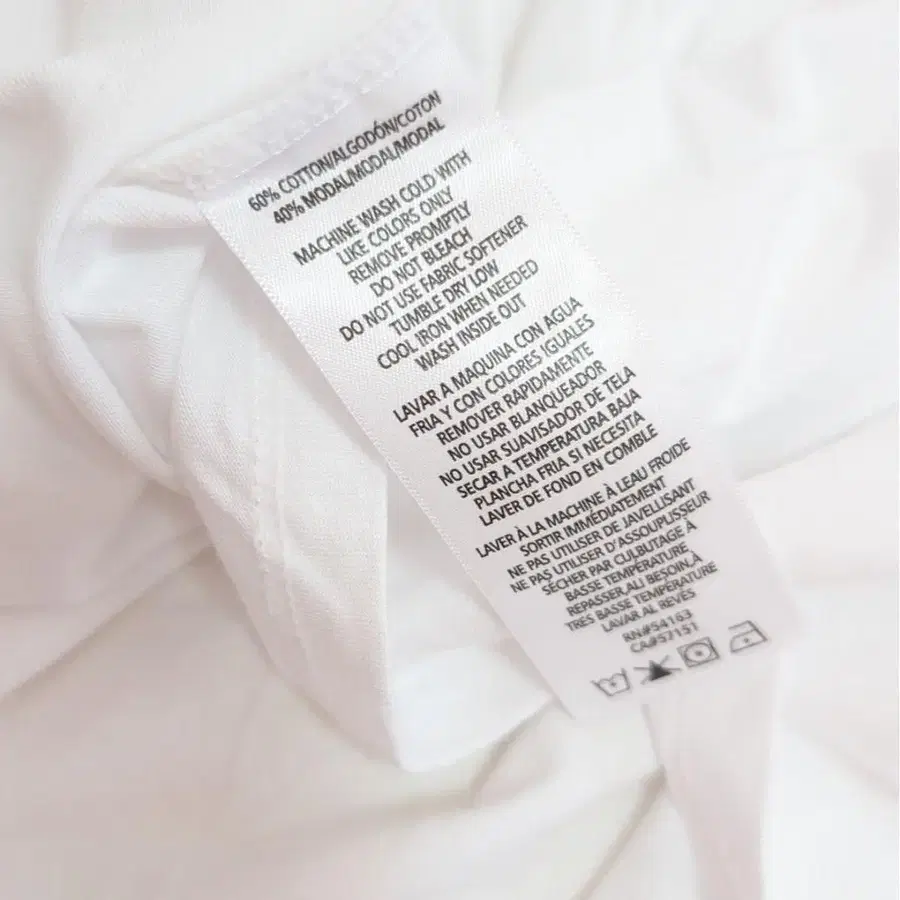 60% COTTON/ALGODÓN/COTON
40% MODAL/MODAL/MODAL
MACHINE WASH COLD WITH
LIKE COLORS ONLY
REMOVE PROMPTLY
DO NOT BLEACH
DO NOT USE FABRIC SOFTENER
TUMBLE DRY LOW
COOL IRON WHEN NEEDED
WASH INSIDE OUT
LAVAR A MAQUINA CON AGUA
FRIA Y CON COLORES IGUALES
REMOVER RAPIDAMENTE
NO USAR BLANQUEADOR
NO USAR SUAVISADOR DE TELA
SECAR A TEMPERATURA BAJA
PLANCHA FRIA SI NECESITA
LAVER DE FOND EN COMBLE
LAVER À LA MACHINE À LEAU FROIDE
SORTIR IMMÉDIATEMENT
NE PAS UTILISER DE JAVELLISANT
NE PAS UTILISER D'ASSOUPLISSEUR
SÉCHER PAR CULBUTAGE À
BASSE TEMPÉRATURE
REPASSER,AU BESOIN,À
TRÈS BASSE TEMPÉRATURE
LAVAR AL REVÉS
RN#54163
CA#57151